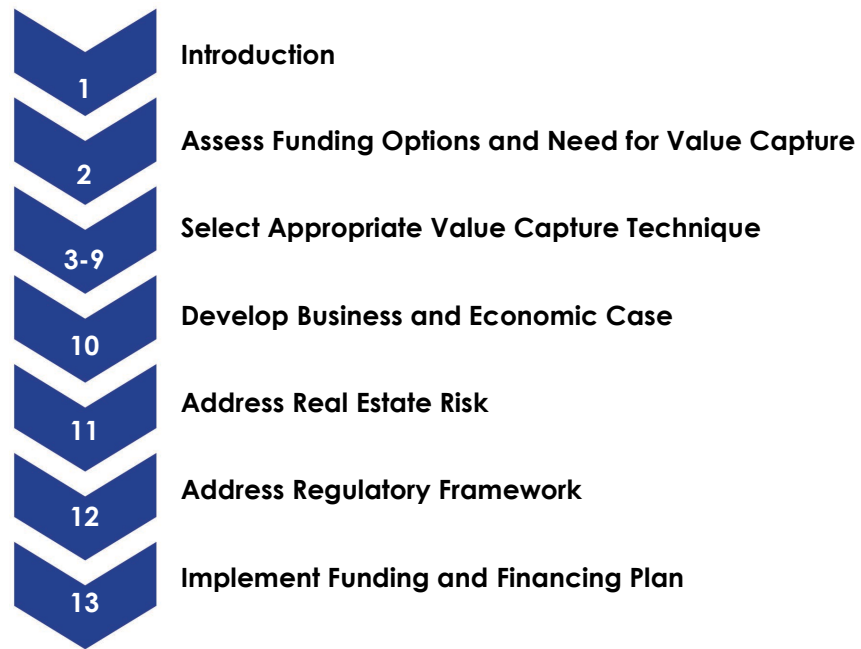 Introduction
1
Assess Funding Options and Need for Value Capture
2
Select Appropriate Value Capture Technique
3-9
Develop Business and Economic Case
10
Address Real Estate Risk
11
Address Regulatory Framework
12
Implement Funding and Financing Plan
13